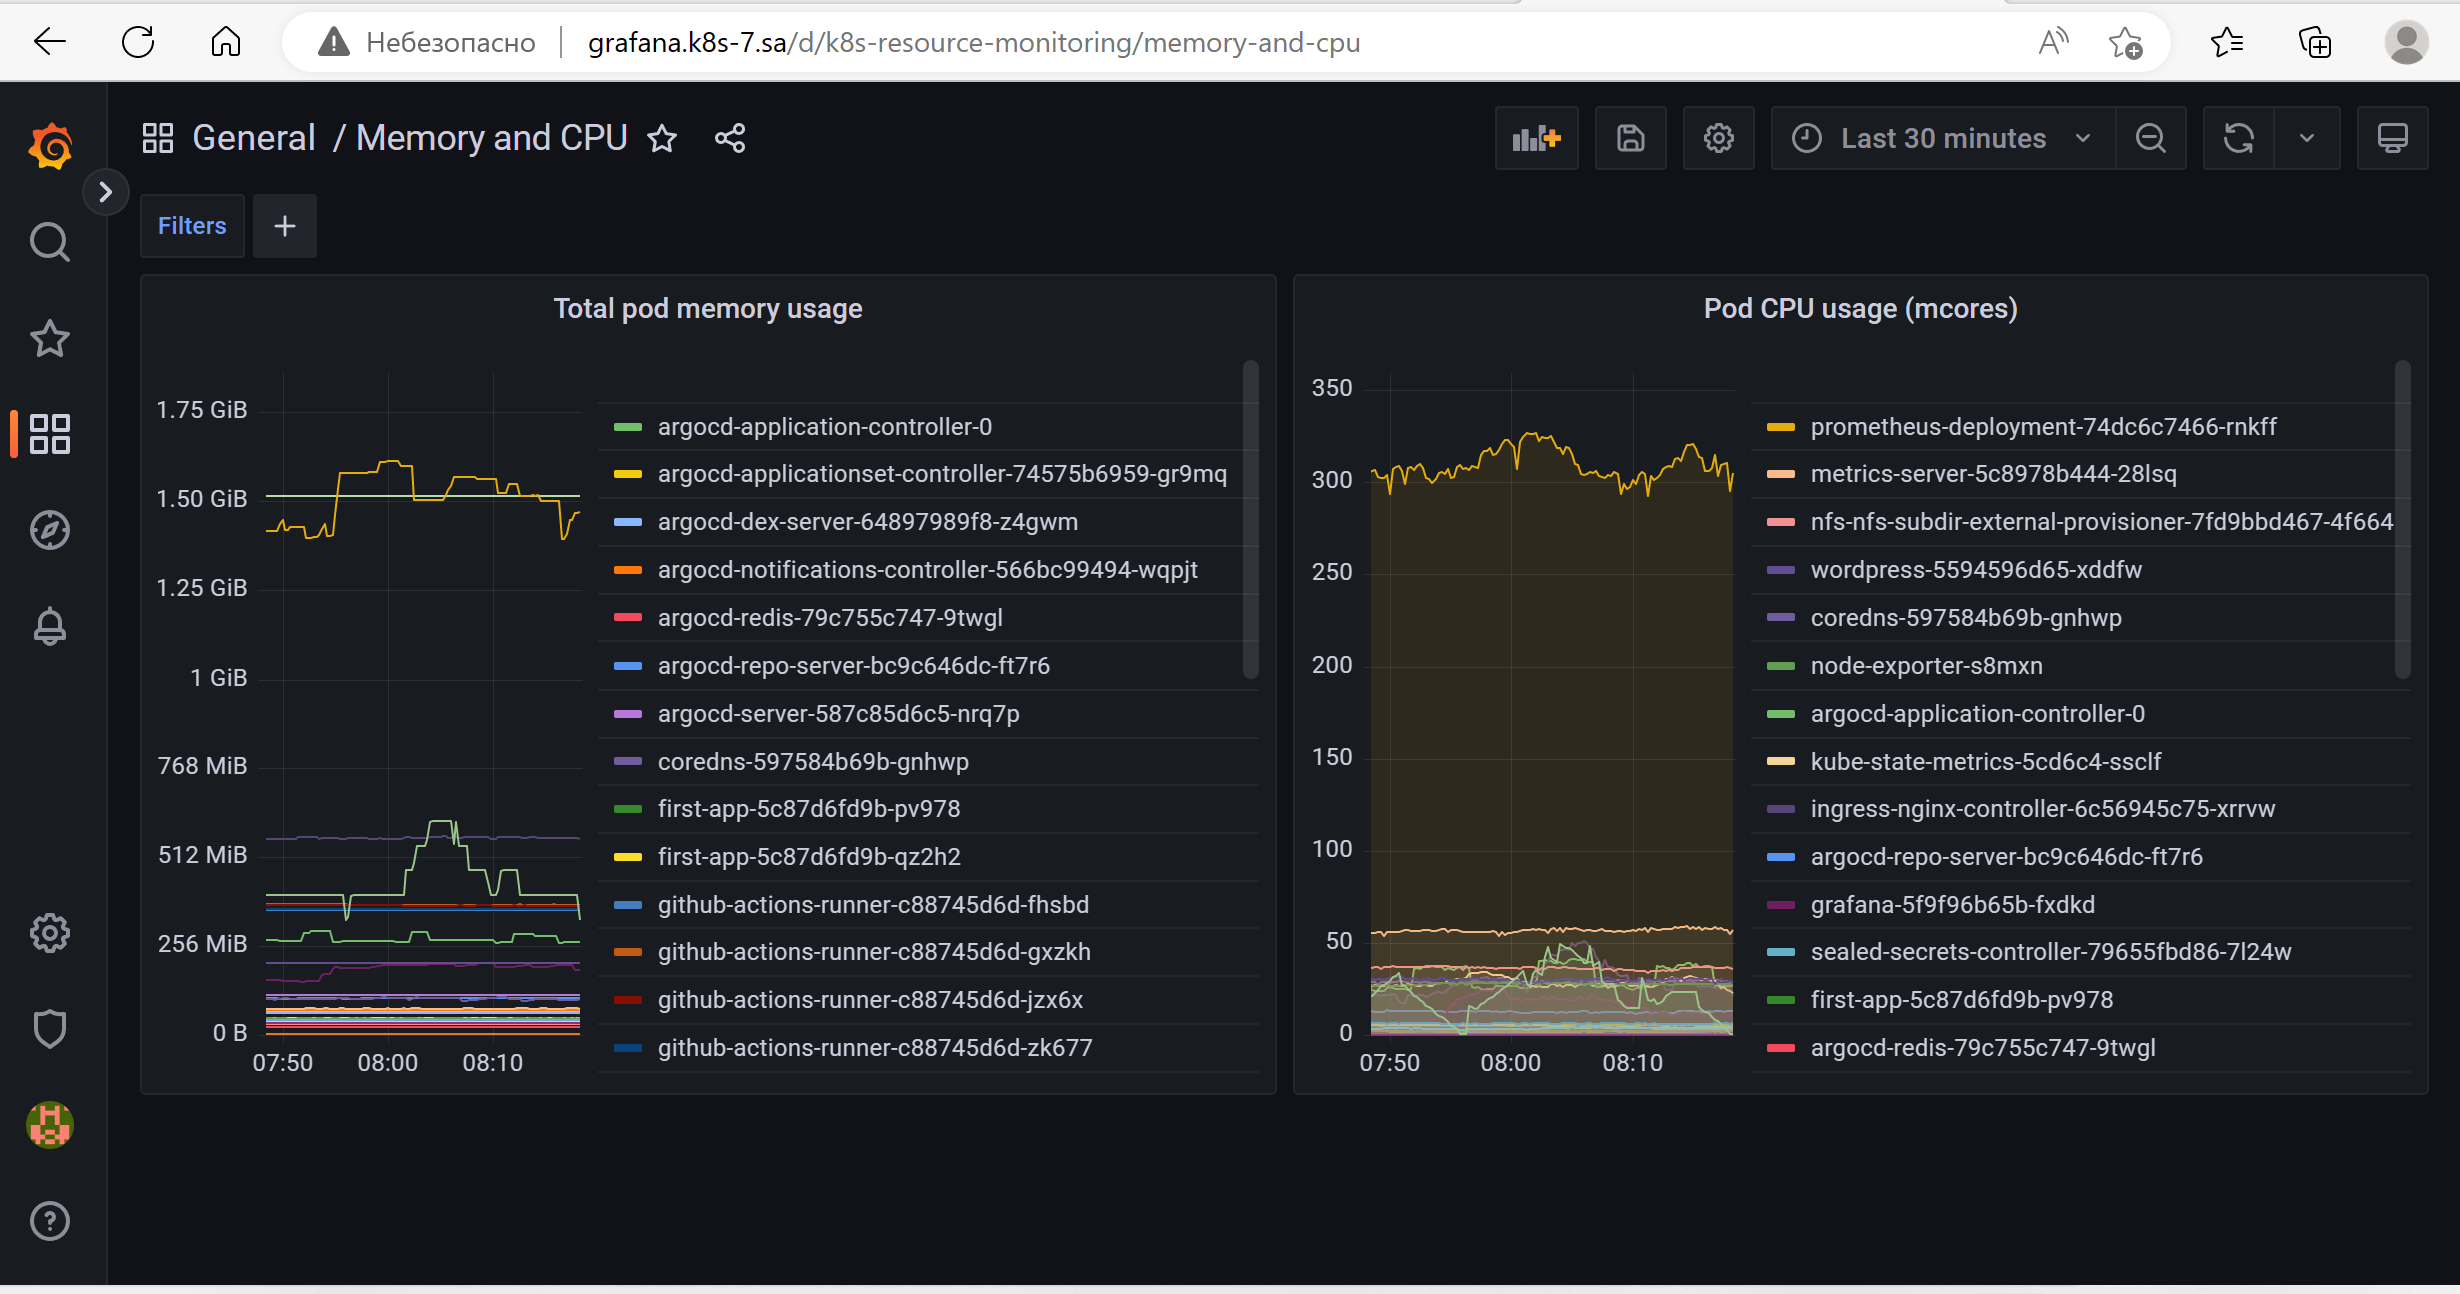 Небезопасно
grafana.k8s-7.sa/d/k8s-resource-monitoring/memory-and-cpu
General / Memory and CPU
Last 30 minutes
Filters
Total pod memory usage
1.75 GiB
1.50 GiB
1.25 GiB
1 GiB
768 MiB
512 MiB
256 MiB
0 B
07:50 08:00 08:10
argocd-application-controller-0
argocd-applicationset-controller-74575b6959-gr9mq
argocd-dex-server-64897989f8-z4gwm
argocd-notifications-controller-566bc99494-wqpjt
argocd-redis-79c755c747-9twgl
argocd-repo-server-bc9c646dc-ft7r6
argocd-server-587c85d6c5-nrq7p
coredns-597584b69b-gnhwp
first-app-5c87d6fd9b-pv978
first-app-5c87d6fd9b-qz2h2
github-actions-runner-c88745d6d-fhsbd
github-actions-runner-c88745d6d-gxzkh
github-actions-runner-c88745d6d-jzx6x
github-actions-runner-c88745d6d-zk677
Pod CPU usage (mcores)
350
300
250
200
150
100
50
0
07:50 08:00 08:10
prometheus-deployment-74dc6c7466-rnkff
metrics-server-5c8978b444-28lsq
nfs-nfs-subdir-external-provisioner-7fd9bbd467-4f664
wordpress-5594596d65-xddfw
coredns-597584b69b-gnhwp
node-exporter-s8mxn
argocd-application-controller-0
kube-state-metrics-5cd6c4-ssclf
ingress-nginx-controller-6c56945c75-xrrvw
argocd-repo-server-bc9c646dc-ft7r6
grafana-5f9f96b65b-fxdkd
sealed-secrets-controller-79655fbd86-7l24w
first-app-5c87d6fd9b-pv978
argocd-redis-79c755c747-9twgl